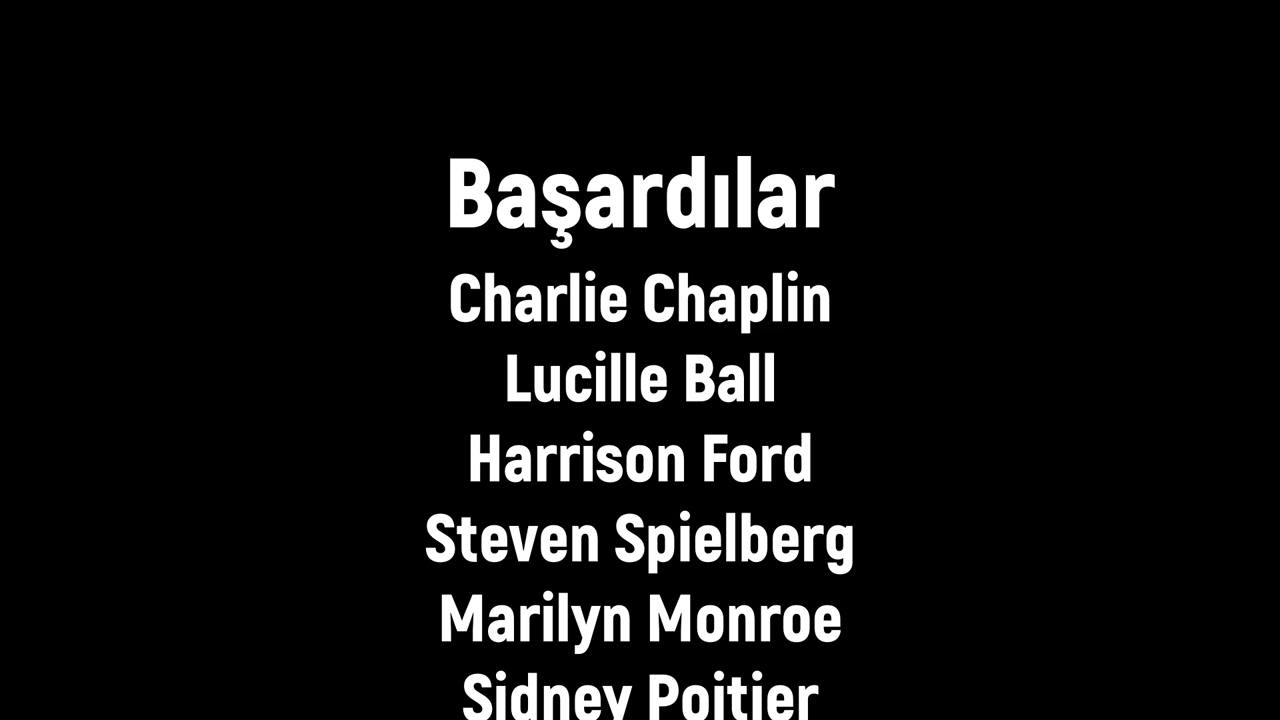 Başardılar
Charlie Chaplin
Lucille Ball
Harrison Ford
Steven Spielberg
Marilyn Monroe
Sidney Poitier